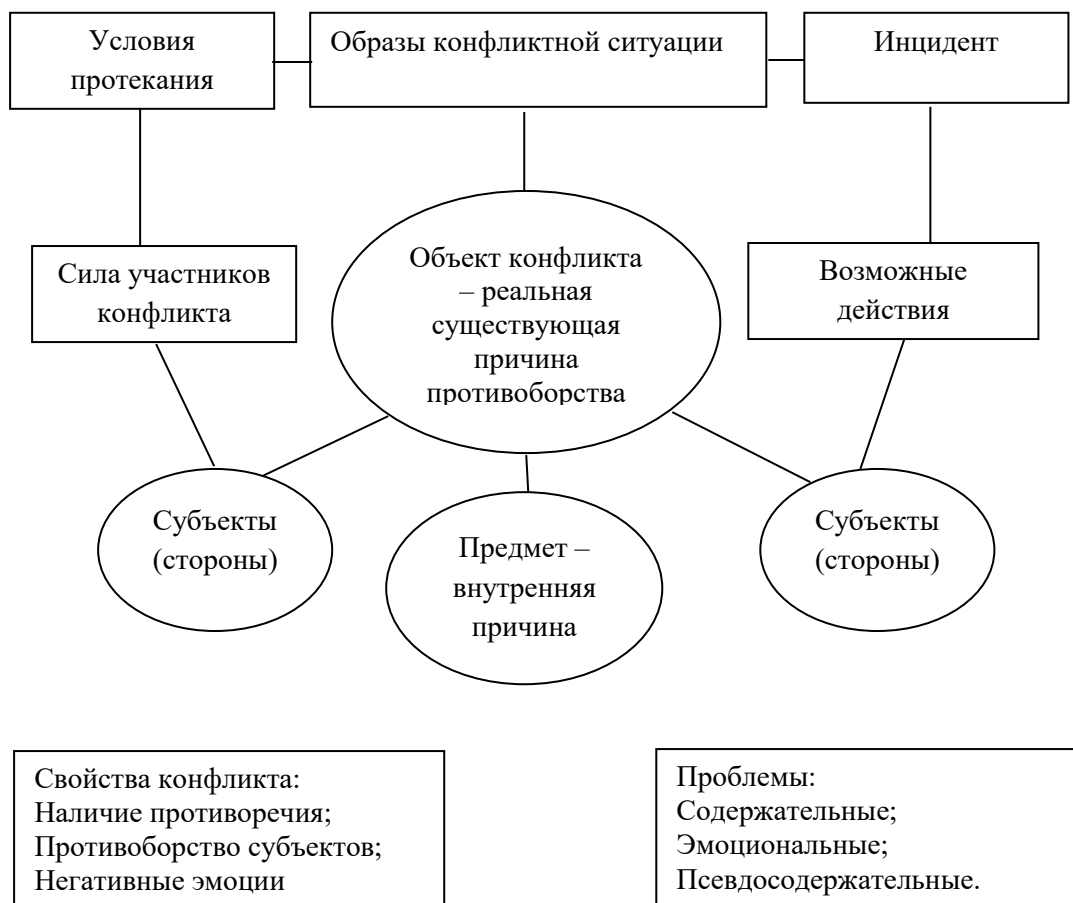 Условия
протекания
Образы конфликтной ситуации
Инцидент
Сила участников
конфликта
Объект конфликта
– реальная
существующая
причина
противоборства
Возможные
действия
Субъекты
(стороны)
Предмет –
внутренняя
причина
Субъекты
(стороны)
Свойства конфликта:
Наличие противоречия;
Противоборство субъектов;
Негативные эмоции
Проблемы:
Содержательные;
Эмоциональные;
Псевдосодержательные.